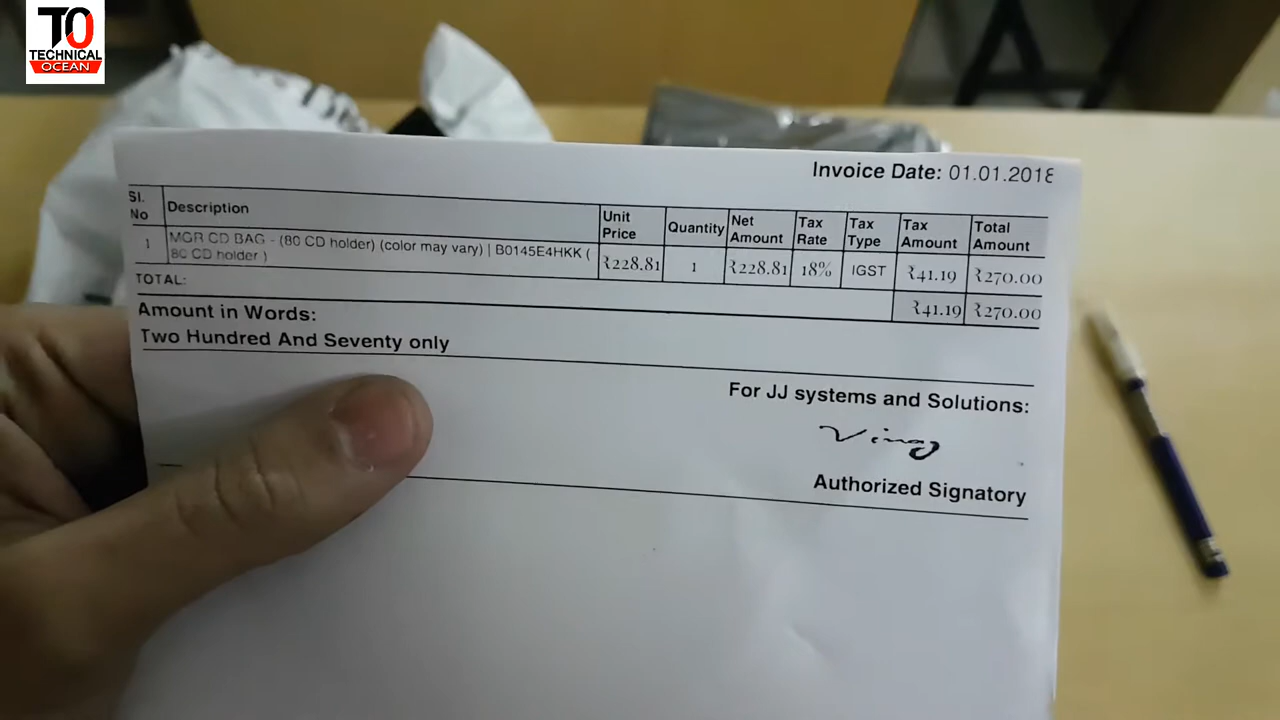 TO
TECHNICAL
OCEAN
Invoice Date: 01.01.2018
Sl. No Description Unit Price Quantity Net Amount Tax Rate Tax Type Tax Amount Total Amount
1 MGR CD BAG - (80 CD holder) (color may vary) | B0145E4HKK (
80 CD holder ) ₹228.81 1 ₹228.81 18% IGST ₹41.19 ₹270.00
TOTAL: ₹41.19 ₹270.00
Amount in Words:
Two Hundred And Seventy only
For JJ systems and Solutions:
Authorized Signatory